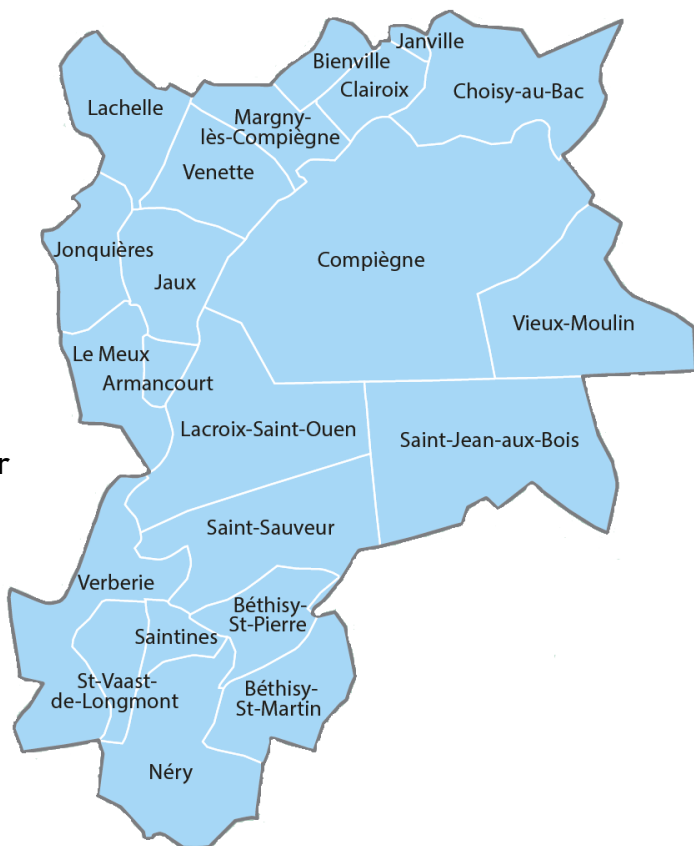 Janville
Bienville
Clairoix
Choisy-au-Bac
Lachelle
Margny-
lès-Compiègne
Venette
Jonquières
Compiègne
Jaux
Vieux-Moulin
Le Meux
Armancourt
Lacroix-Saint-Ouen
Saint-Jean-aux-Bois
r
Saint-Sauveur
Verberie
Béthisy-
St-Pierre
Saintines
St-Vaast-
de-Longmont
Béthisy-
St-Martin
Néry